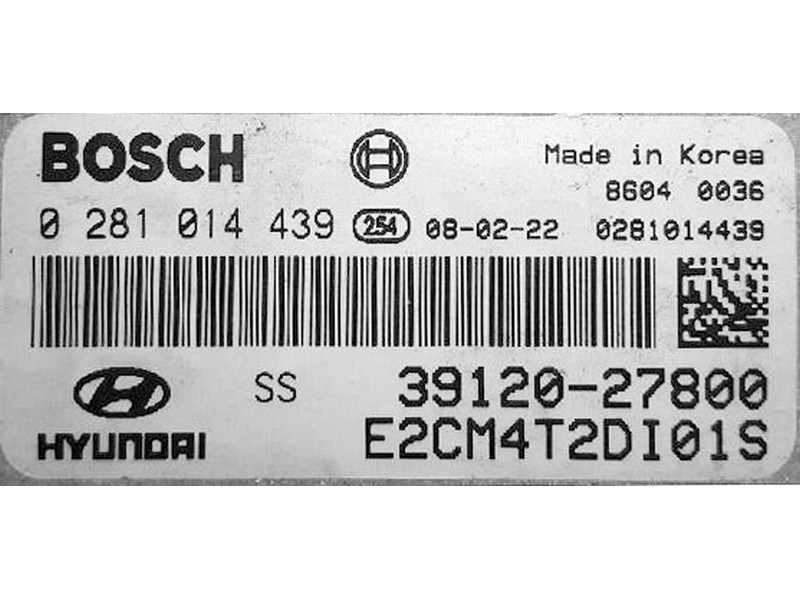 BOSCH
Made in Korea
8604 0036
0 281 014 439 254 08-02-22 0281014439
SS 39120-27800
HYUNDAI E2CM4T2DI01S